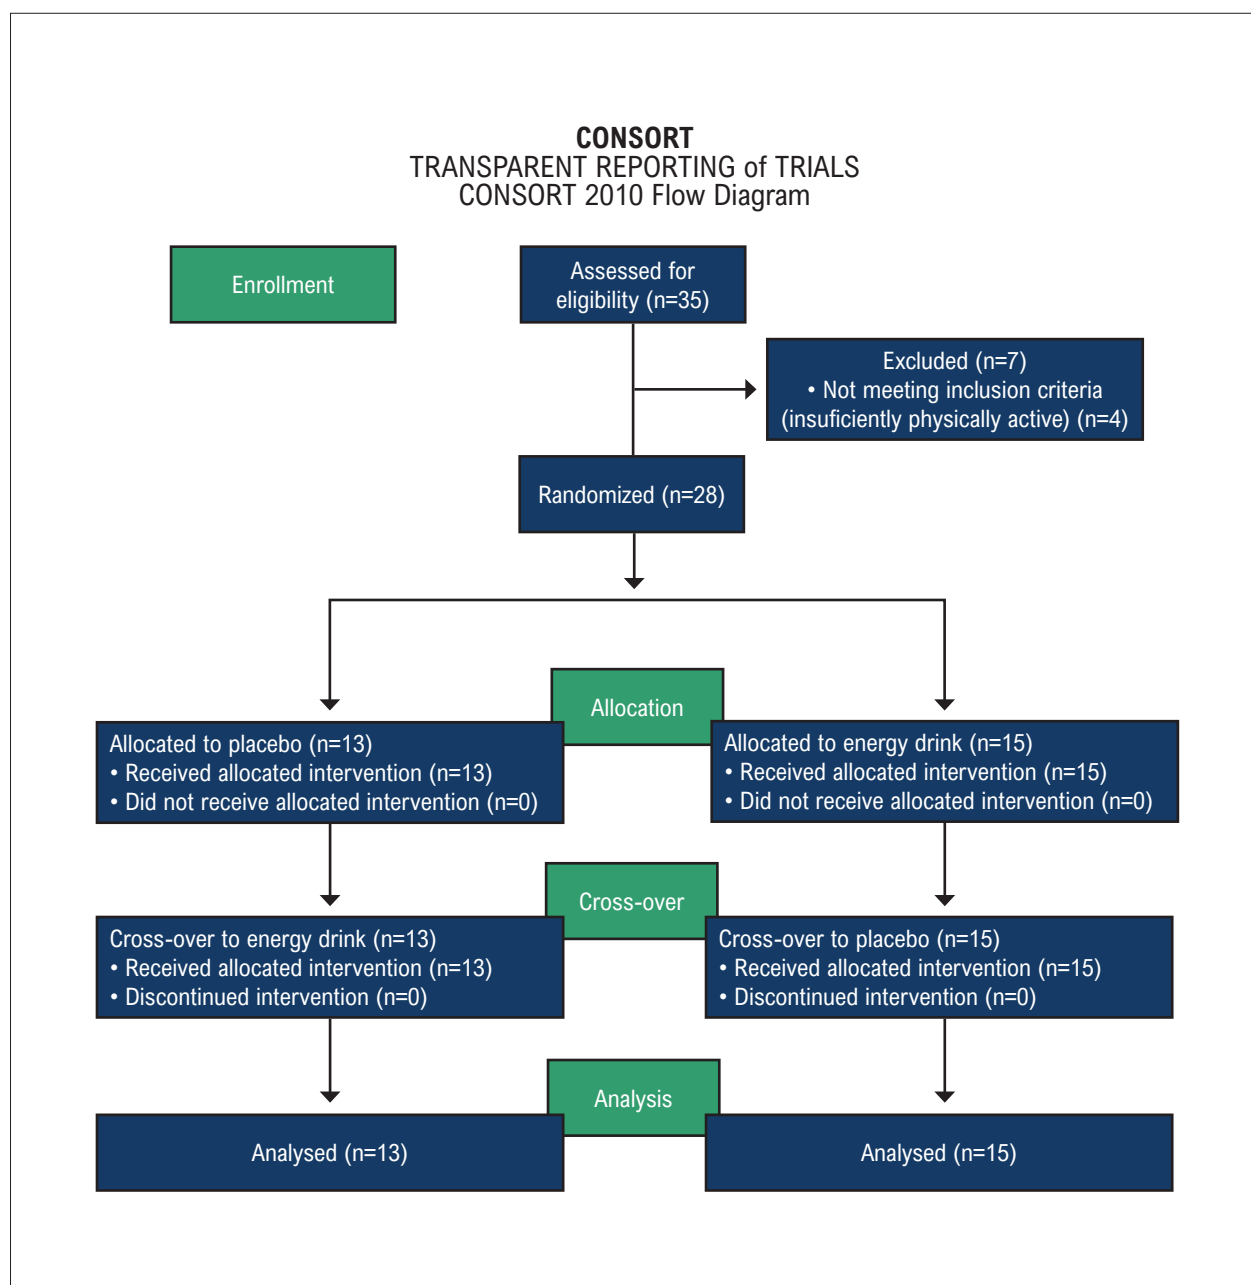 CONSORT
TRANSPARENT REPORTING of TRIALS
CONSORT 2010 Flow Diagram
Enrollment
Assessed for
eligibility (n=35)
Excluded (n=7)
• Not meeting inclusion criteria
(insuficiently physically active) (n=4)
Randomized (n=28)
Allocation
Allocated to placebo (n=13)
• Received allocated intervention (n=13)
• Did not receive allocated intervention (n=0)
Allocated to energy drink (n=15)
• Received allocated intervention (n=15)
• Did not receive allocated intervention (n=0)
Cross-over
Cross-over to energy drink (n=13)
• Received allocated intervention (n=13)
• Discontinued intervention (n=0)
Cross-over to placebo (n=15)
• Received allocated intervention (n=15)
• Discontinued intervention (n=0)
Analysis
Analysed (n=13)
Analysed (n=15)